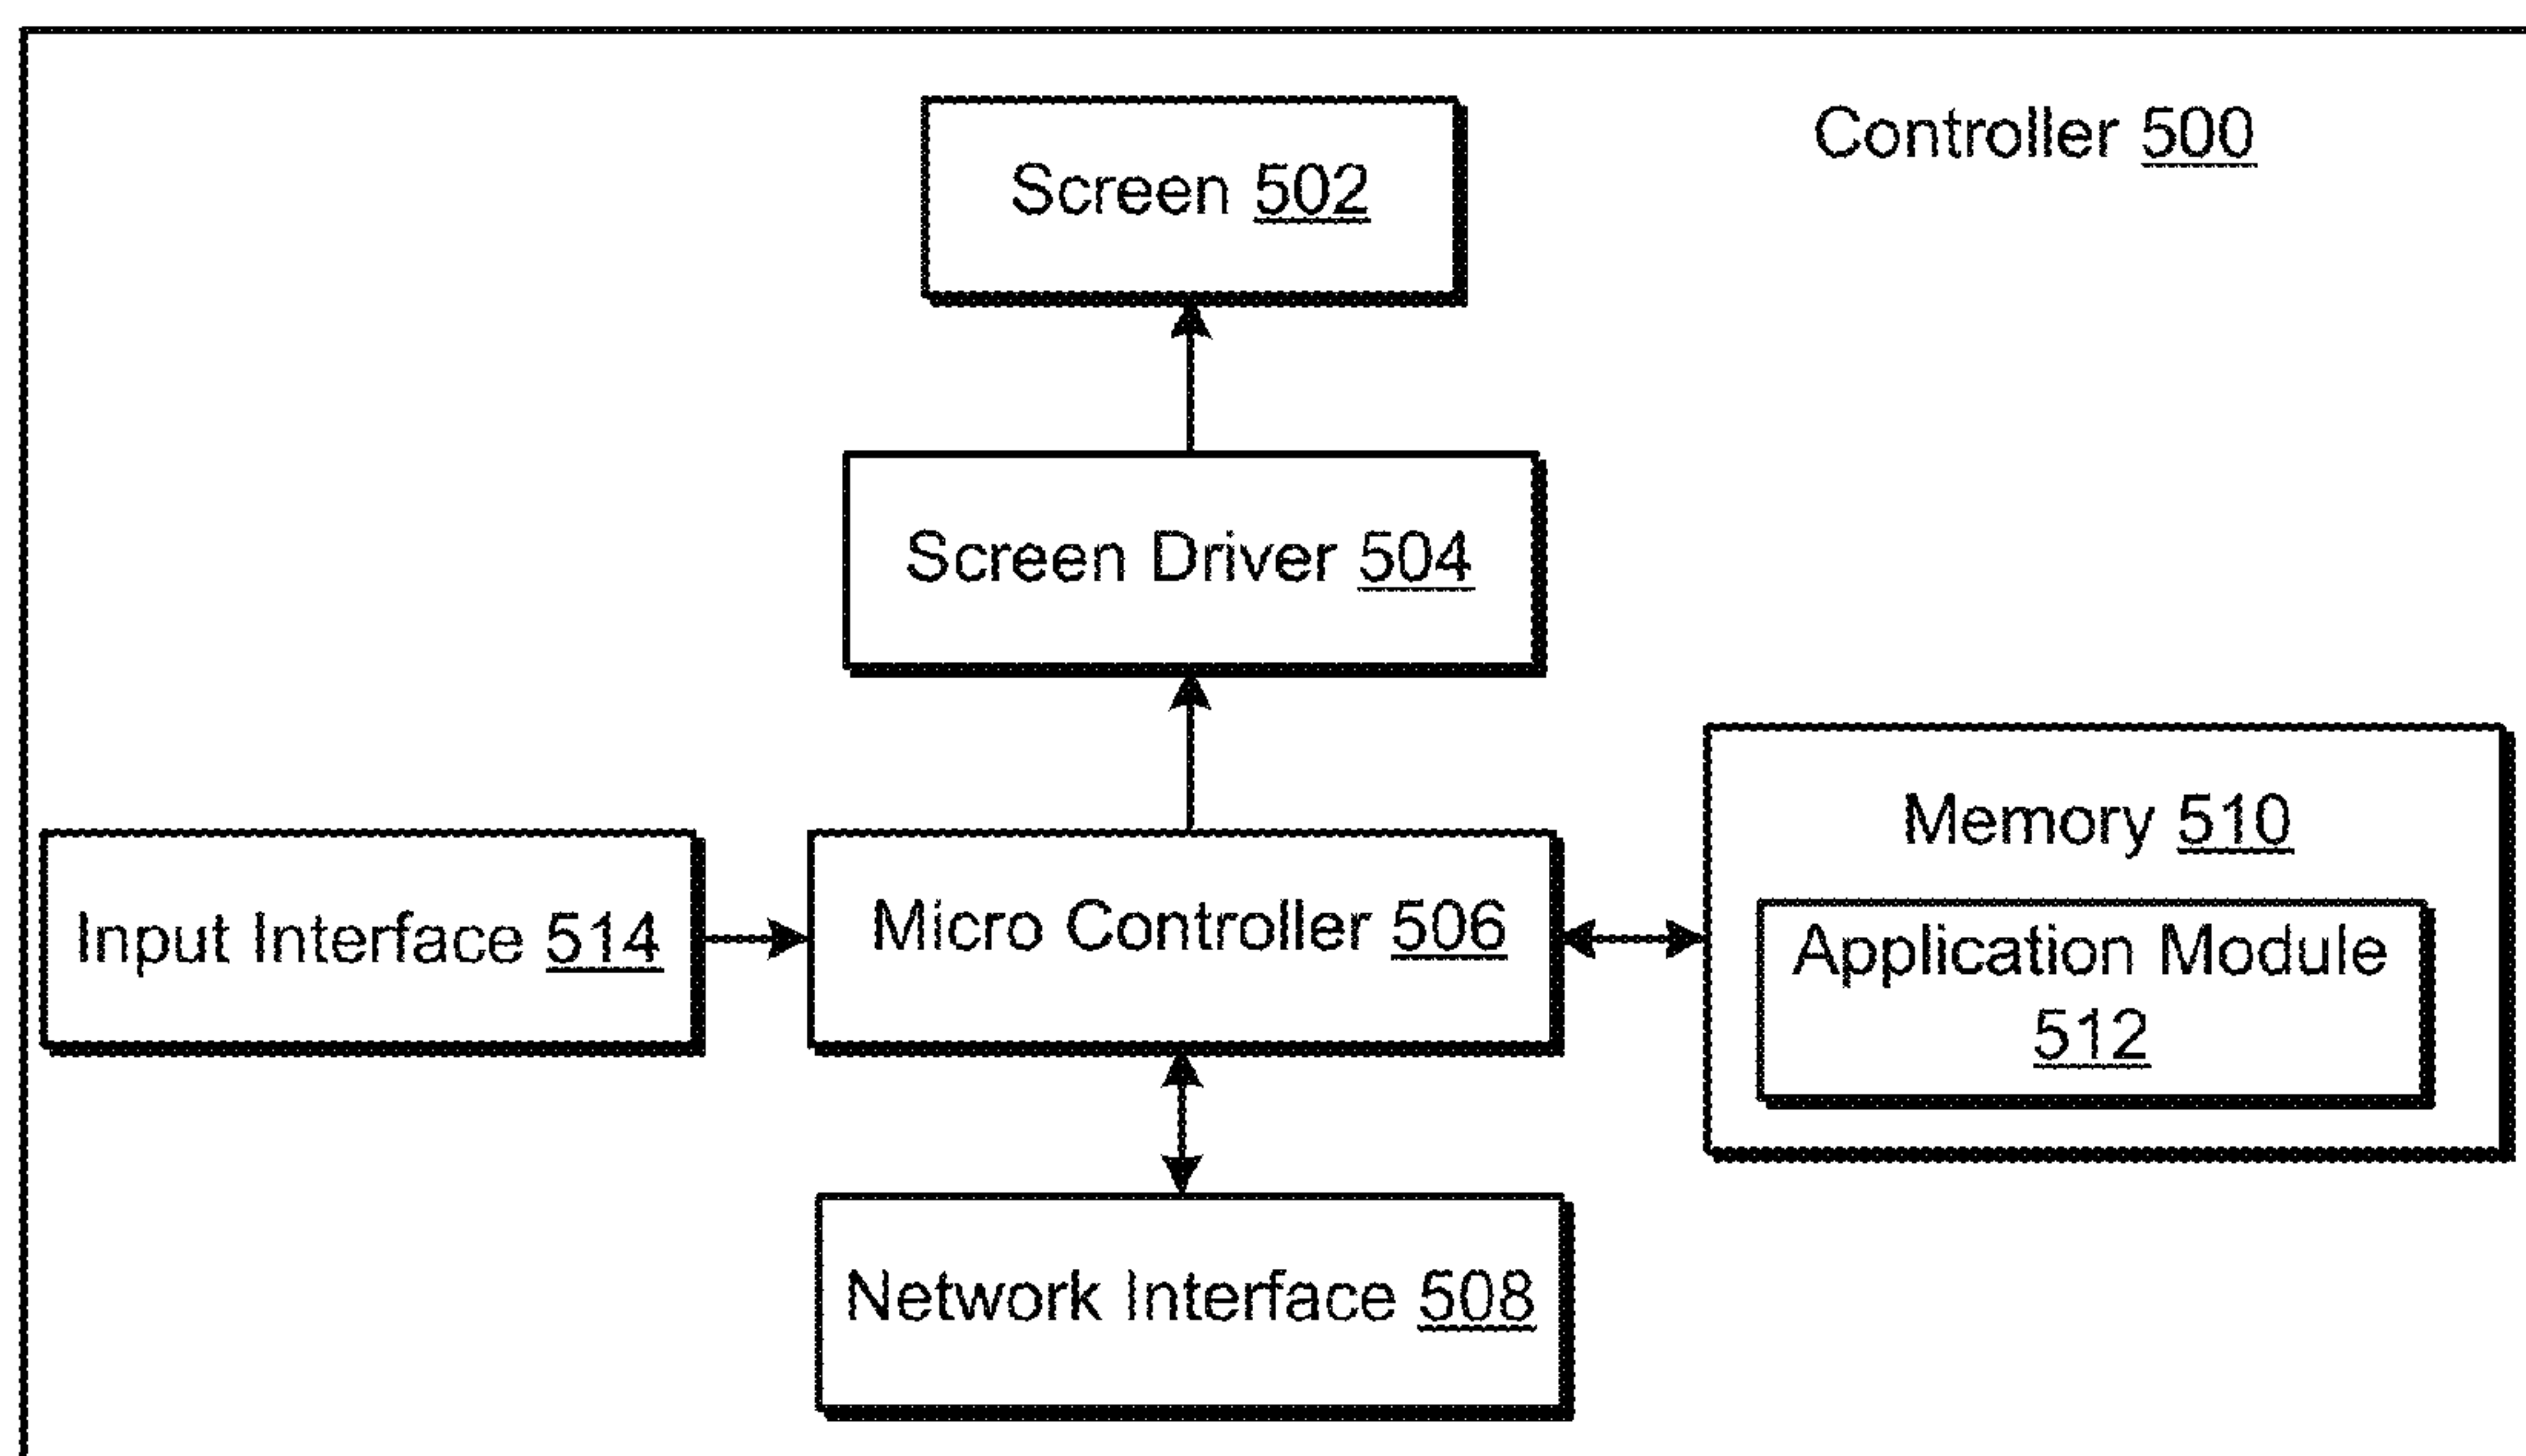 Controller 500
Screen 502
Screen Driver 504
Memory 510
Input Interface 514
Micro Controller 506
Application Module
512
Network Interface 508